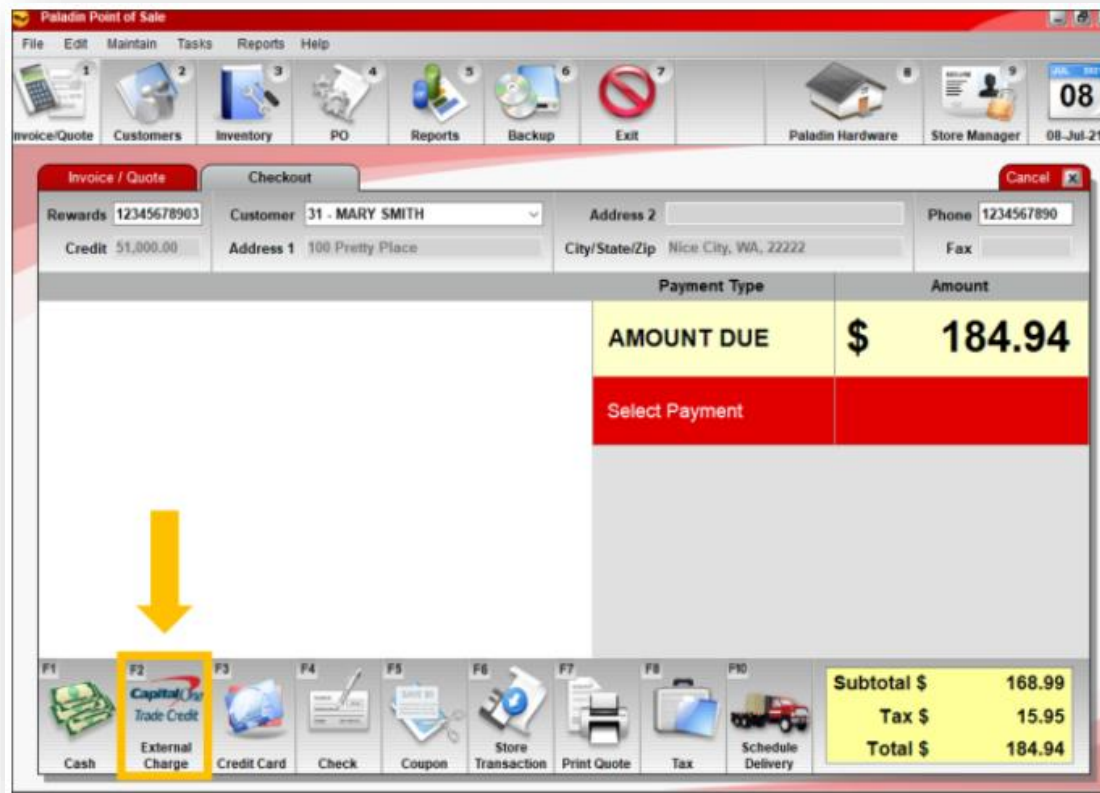 Paladin Point of Sale
File Edit Maintain Tasks Reports Help
1 2 3 4 5 6 7 8 9
08
nvoice/Quote Customers Inventory PO Reports Backup Exit Paladin Hardware Store Manager 08-Jul-21
Invoice / Quote Checkout Cancel X
Rewards 12345678903 Customer 31 - MARY SMITH Address 2 Phone 1234567890
Credit 51,000.00 Address 1 100 Pretty Place City/State/Zip Nice City, WA, 22222 Fax
Payment Type Amount
AMOUNT DUE $ 184.94
Select Payment
F1 F2 F3 F4 F5 F6 F7 F8 F10
CapitalOne
Trade Credit
Cash
External
Charge
Credit Card
Check
Coupon
Store
Transaction
Print Quote
Tax
Schedule
Delivery
Subtotal $ 168.99
Tax $ 15.95
Total $ 184.94